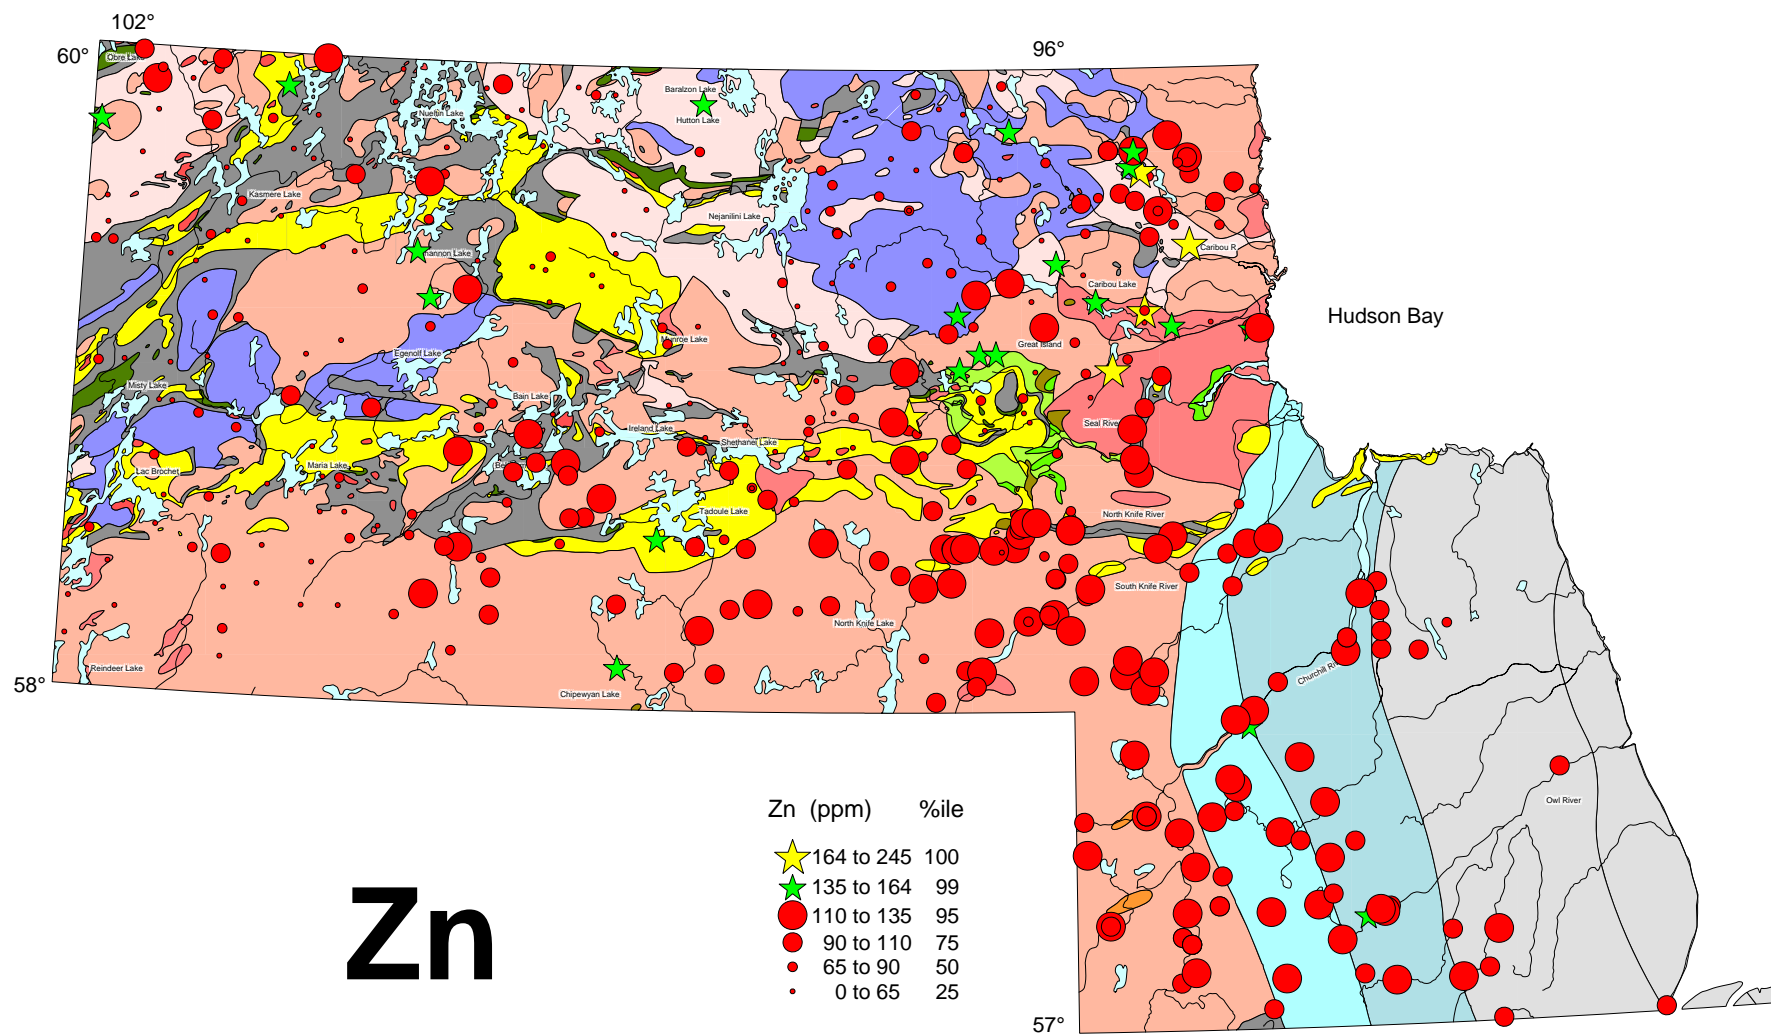 102°
60°
96°
Obre Lake
Baralzon Lake
Nueltin Lake
Hutton Lake
Kasmere Lake
Nejanilini Lake
Caribou R
Shannon Lake
Caribou Lake
Hudson Bay
Munroe Lake
Great Island
Egenolf Lake
Misty Lake
Bain Lake
Seal River
Ireland Lake
Shethanei Lake
Maria Lake
Lac Brochet
Tadoule Lake
North Knife River
South Knife River
North Knife Lake
Reindeer Lake
Churchill Ri
58°
Chipewyan Lake
Owl River
Zn (ppm) %ile
164 to 245 100
135 to 164 99
110 to 135 95
90 to 110 75
65 to 90 50
0 to 65 25
Zn
57°